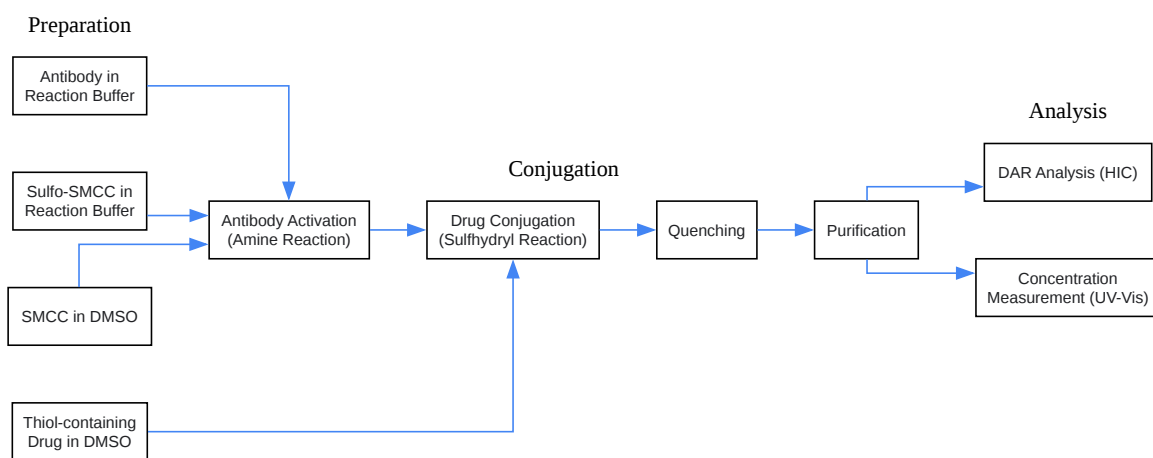 Preparation
Antibody in
Reaction Buffer
Sulfo-SMCC in
Reaction Buffer
SMCC in DMSO
Thiol-containing
Drug in DMSO
Conjugation
Antibody Activation
(Amine Reaction)
Drug Conjugation
(Sulfhydryl Reaction)
Quenching
Purification
Analysis
DAR Analysis (HIC)
Concentration
Measurement (UV-Vis)